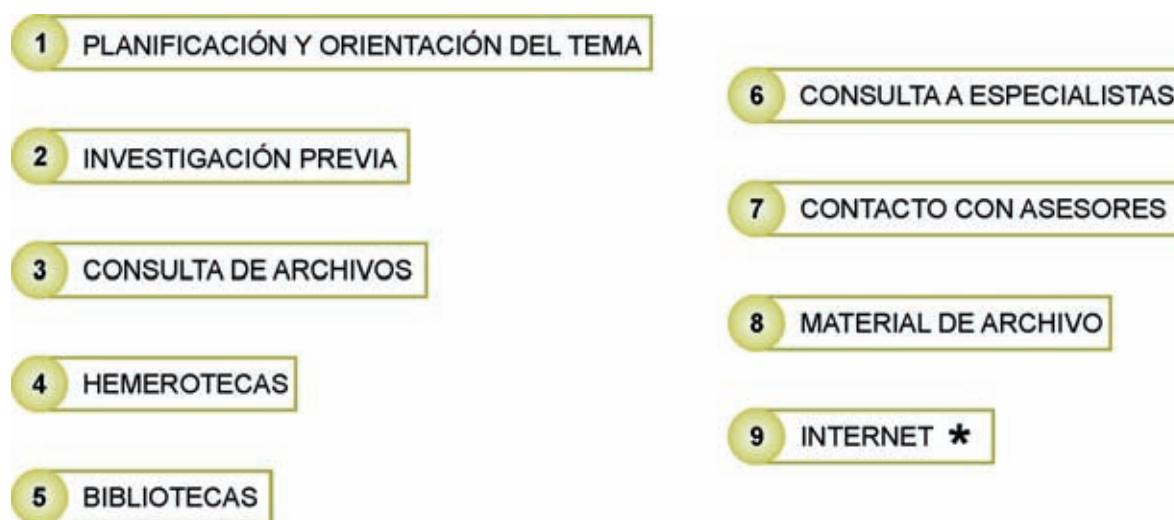 1 PLANIFICACIÓN Y ORIENTACIÓN DEL TEMA
2 INVESTIGACIÓN PREVIA
3 CONSULTA DE ARCHIVOS
4 HEMEROTECAS
5 BIBLIOTECAS
6 CONSULTA A ESPECIALISTAS
7 CONTACTO CON ASESORES
8 MATERIAL DE ARCHIVO
9 INTERNET *